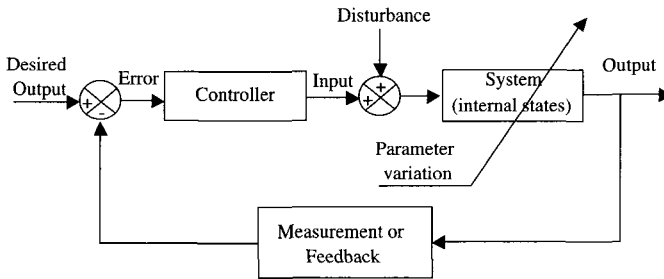 Disturbance
Desired
Output
+
-
Error
Controller
Input
+
+
System
(internal states)
Output
Parameter
variation
Measurement or
Feedback